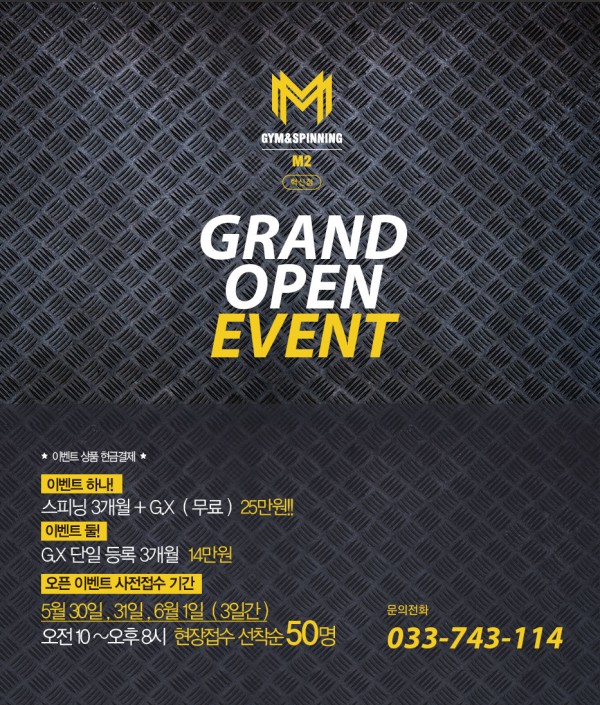 GYM&SPINNING
M2
혁신점
GRAND
OPEN
EVENT
★ 이벤트 상품 현금결제 ★
이벤트 하나!
스피닝 3개월 + G.X ( 무료 ) 25만원!!
이벤트 둘!
G.X 단일 등록 3개월 14만원
오픈 이벤트 사전접수 기간
5월 30일 , 31일 , 6월 1일 ( 3일간 )
오전 10 ~오후 8시 현장접수 선착순 50명
문의전화
033-743-114